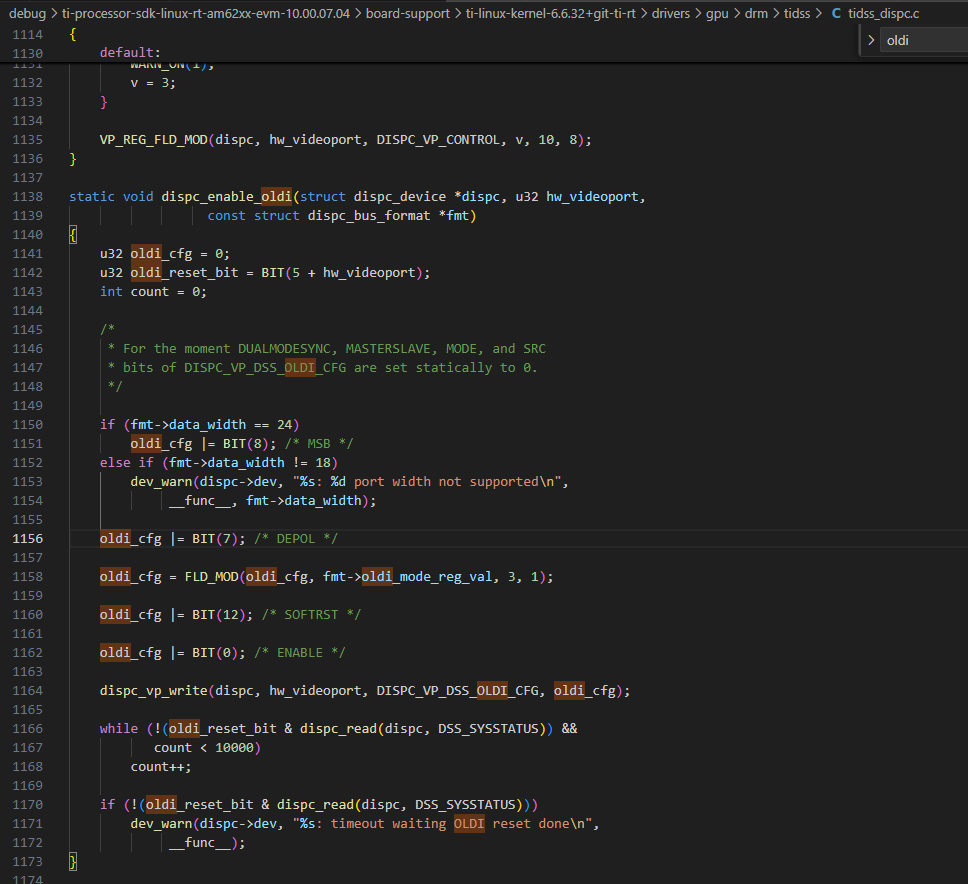 debug > ti-processor-sdk-linux-rt-am62xx-evm-10.00.07.04 > board-support > ti-linux-kernel-6.6.32+git-ti-rt > drivers > gpu > drm > tidss > C tidss_dispc.c
> oldi
1114 {
1130     default:
1131         WARN_ON(1);
1132         v = 3;
1133     }
1134
1135     VP_REG_FLD_MOD(dispc, hw_videoport, DISPC_VP_CONTROL, v, 10, 8);
1136 }
1137
1138 static void dispc_enable_oldi(struct dispc_device *dispc, u32 hw_videoport,
1139                   const struct dispc_bus_format *fmt)
1140 {
1141     u32 oldi_cfg = 0;
1142     u32 oldi_reset_bit = BIT(5 + hw_videoport);
1143     int count = 0;
1144
1145     /*
1146      * For the moment DUALMODESYNC, MASTERSLAVE, MODE, and SRC
1147      * bits of DISPC_VP_DSS_OLDI_CFG are set statically to 0.
1148      */
1149
1150     if (fmt->data_width == 24)
1151         oldi_cfg |= BIT(8); /* MSB */
1152     else if (fmt->data_width != 18)
1153         dev_warn(dispc->dev, "%s: %d port width not supported\n",
1154              __func__, fmt->data_width);
1155
1156     oldi_cfg |= BIT(7); /* DEPOL */
1157
1158     oldi_cfg = FLD_MOD(oldi_cfg, fmt->oldi_mode_reg_val, 3, 1);
1159
1160     oldi_cfg |= BIT(12); /* SOFTRST */
1161
1162     oldi_cfg |= BIT(0); /* ENABLE */
1163
1164     dispc_vp_write(dispc, hw_videoport, DISPC_VP_DSS_OLDI_CFG, oldi_cfg);
1165
1166     while (!(oldi_reset_bit & dispc_read(dispc, DSS_SYSSTATUS)) &&
1167            count < 10000)
1168         count++;
1169
1170     if (!(oldi_reset_bit & dispc_read(dispc, DSS_SYSSTATUS)))
1171         dev_warn(dispc->dev, "%s: timeout waiting OLDI reset done\n",
1172              __func__);
1173 }
1174